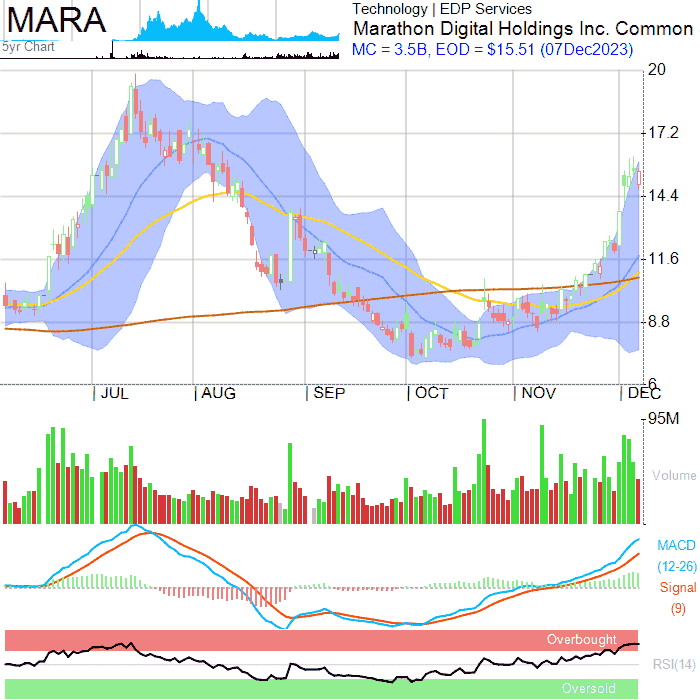 MARA
Technology | EDP Services
Marathon Digital Holdings Inc. Common
MC = 3.5B, EOD = $15.51 (07Dec2023)
5yr Chart
20
17.2
14.4
11.6
8.8
6
JUL
AUG
SEP
OCT
NOV
DEC
95M
Volume
MACD
(12-26)
Signal
(9)
Overbought
RSI(14)
Oversold